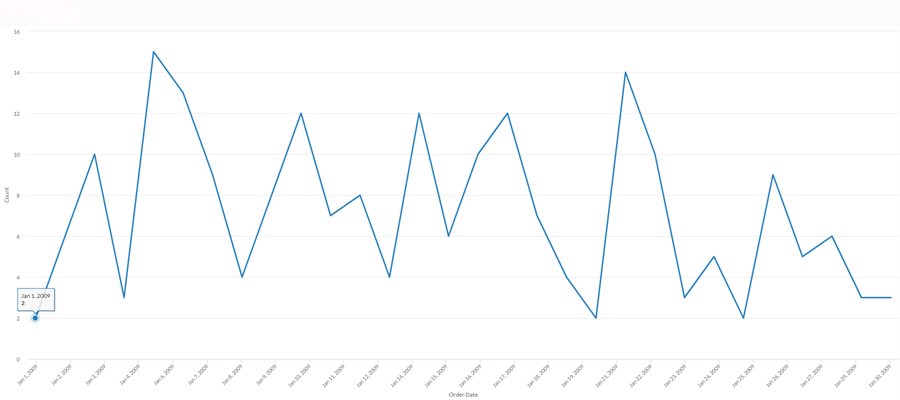 16
14
12
10
8
6
4
2
0
Count
Jan 1, 2009
2
Jan 1, 2009
Jan 2, 2009
Jan 3, 2009
Jan 4, 2009
Jan 6, 2009
Jan 7, 2009
Jan 8, 2009
Jan 9, 2009
Jan 10, 2009
Jan 11, 2009
Jan 12, 2009
Jan 14, 2009
Jan 15, 2009
Jan 16, 2009
Jan 17, 2009
Jan 18, 2009
Jan 19, 2009
Jan 21, 2009
Jan 22, 2009
Jan 23, 2009
Jan 24, 2009
Jan 25, 2009
Jan 26, 2009
Jan 27, 2009
Jan 29, 2009
Jan 30, 2009
Order Date